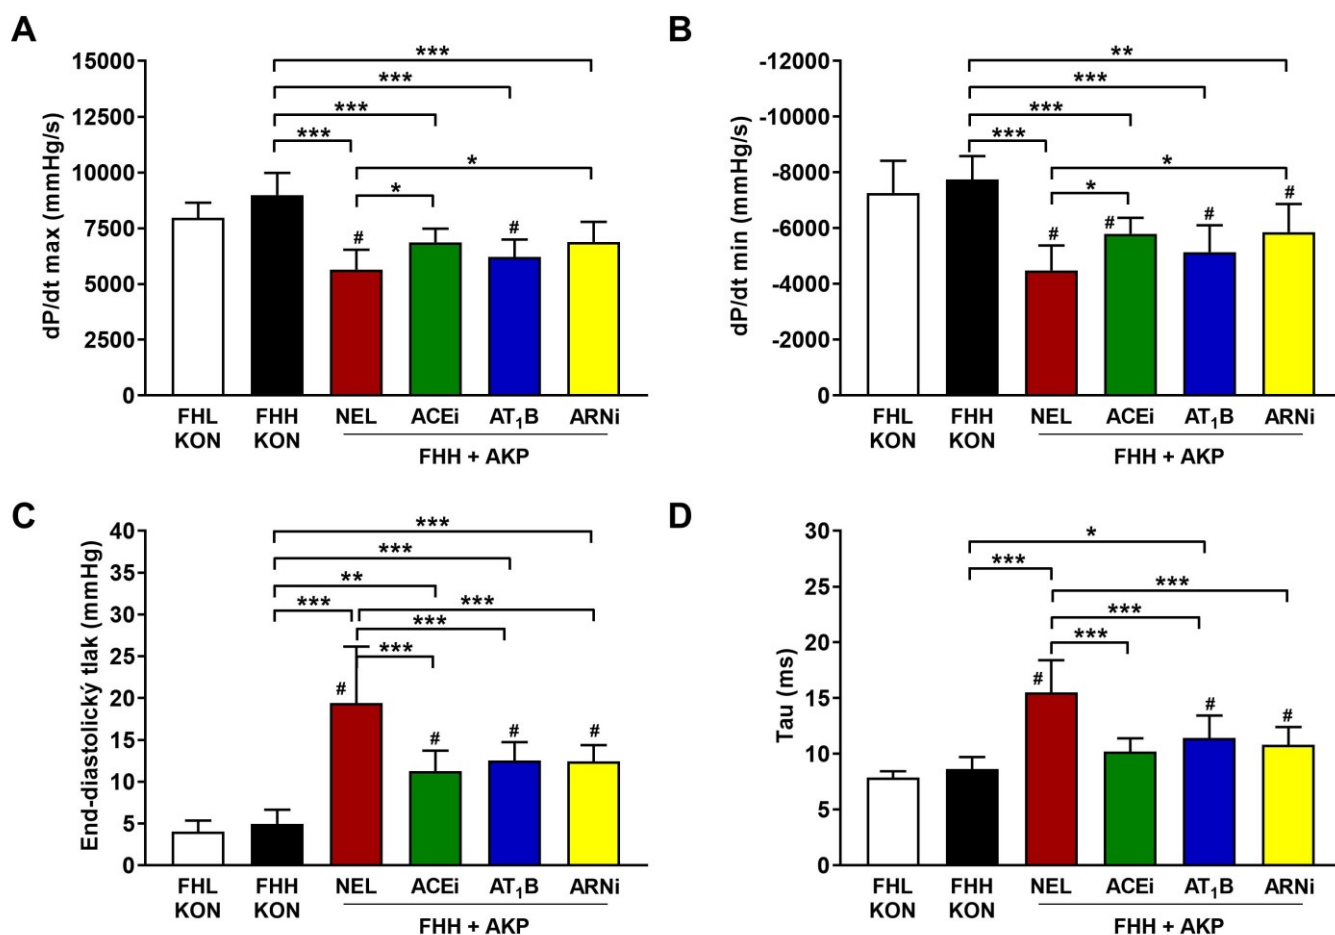 A
dP/dt max (mmHg/s)
15000
12500
10000
7500
5000
2500
0
***
***
***
***
*
*
#
#
FHL
KON
FHH
KON
NEL
ACEi
AT₁B
ARNi
FHH + AKP
B
dP/dt min (mmHg/s)
-12000
-10000
-8000
-6000
-4000
-2000
0
**
***
***
***
*
*
#
#
#
#
FHL
KON
FHH
KON
NEL
ACEi
AT₁B
ARNi
FHH + AKP
C
End-diastolický tlak (mmHg)
40
35
30
25
20
15
10
5
0
***
***
**
***
***
***
***
#
#
#
#
FHL
KON
FHH
KON
NEL
ACEi
AT₁B
ARNi
FHH + AKP
D
Tau (ms)
30
25
20
15
10
5
0
*
***
***
***
***
#
#
#
FHL
KON
FHH
KON
NEL
ACEi
AT₁B
ARNi
FHH + AKP